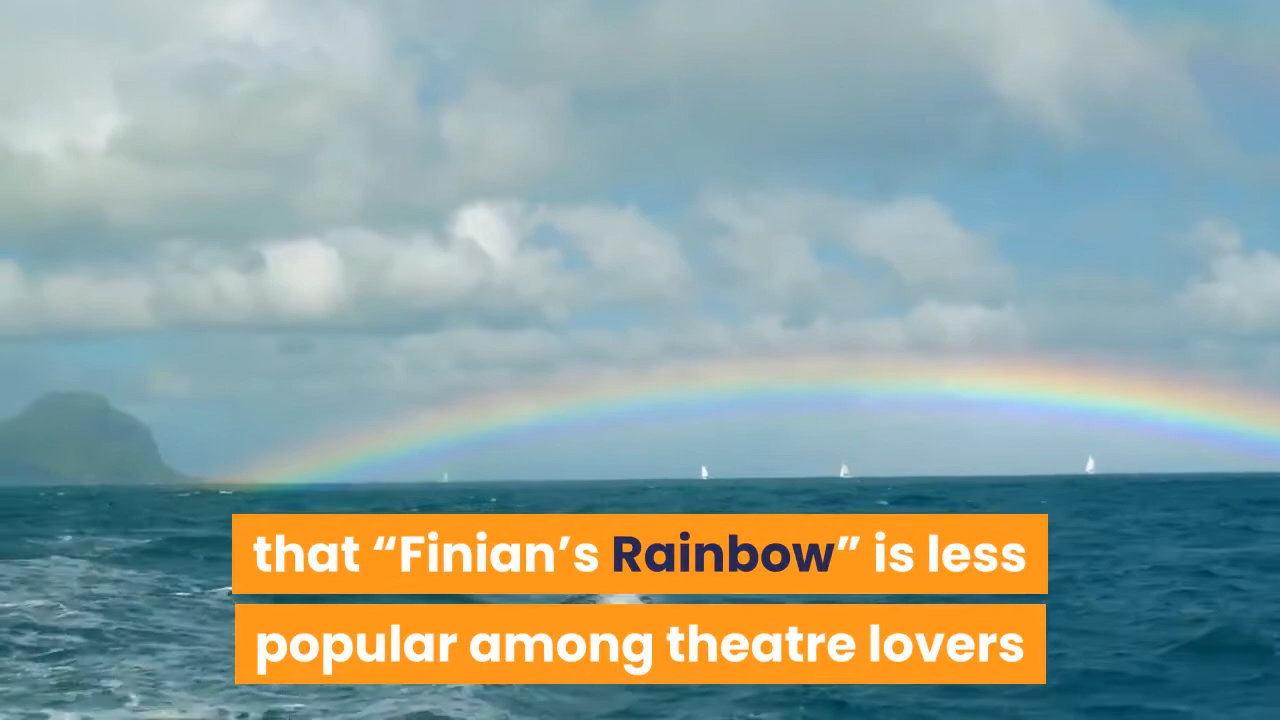 that “Finian’s Rainbow” is less
popular among theatre lovers